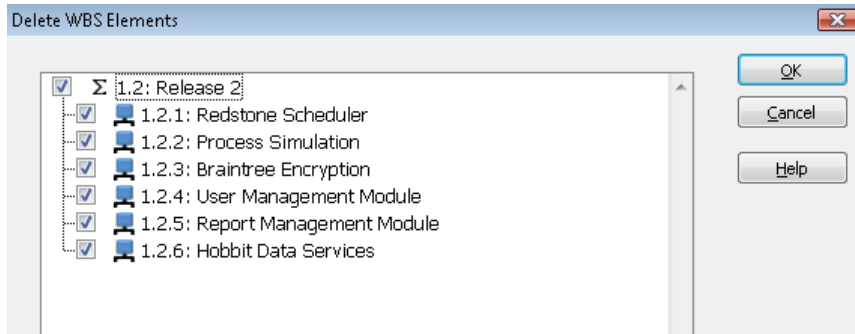 Delete WBS Elements
Σ 1.2: Release 2
1.2.1: Redstone Scheduler
1.2.2: Process Simulation
1.2.3: Braintree Encryption
1.2.4: User Management Module
1.2.5: Report Management Module
1.2.6: Hobbit Data Services
OK
Cancel
Help